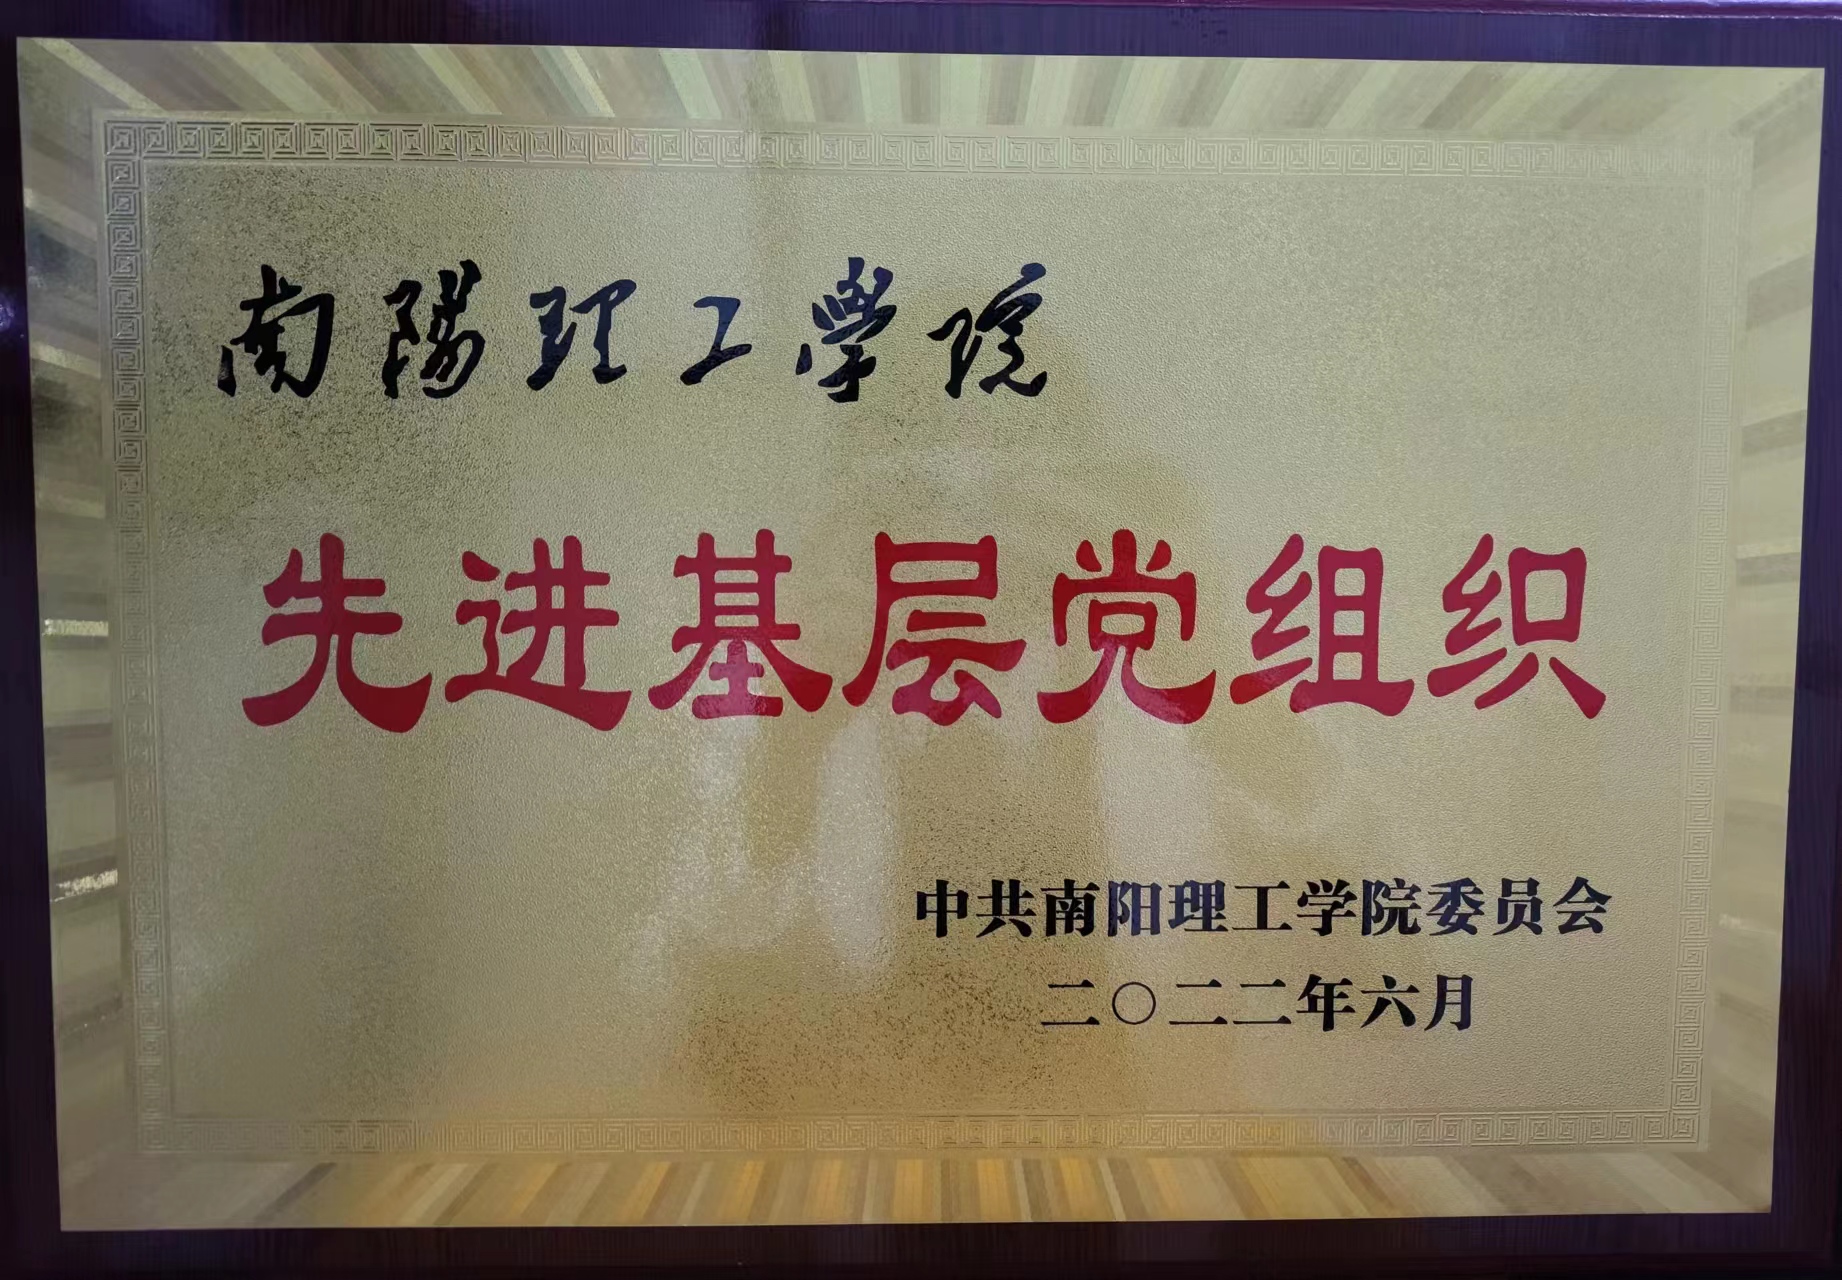 南陽理工學院
先进基层党组织
中共南阳理工学院委员会
二〇二二年六月